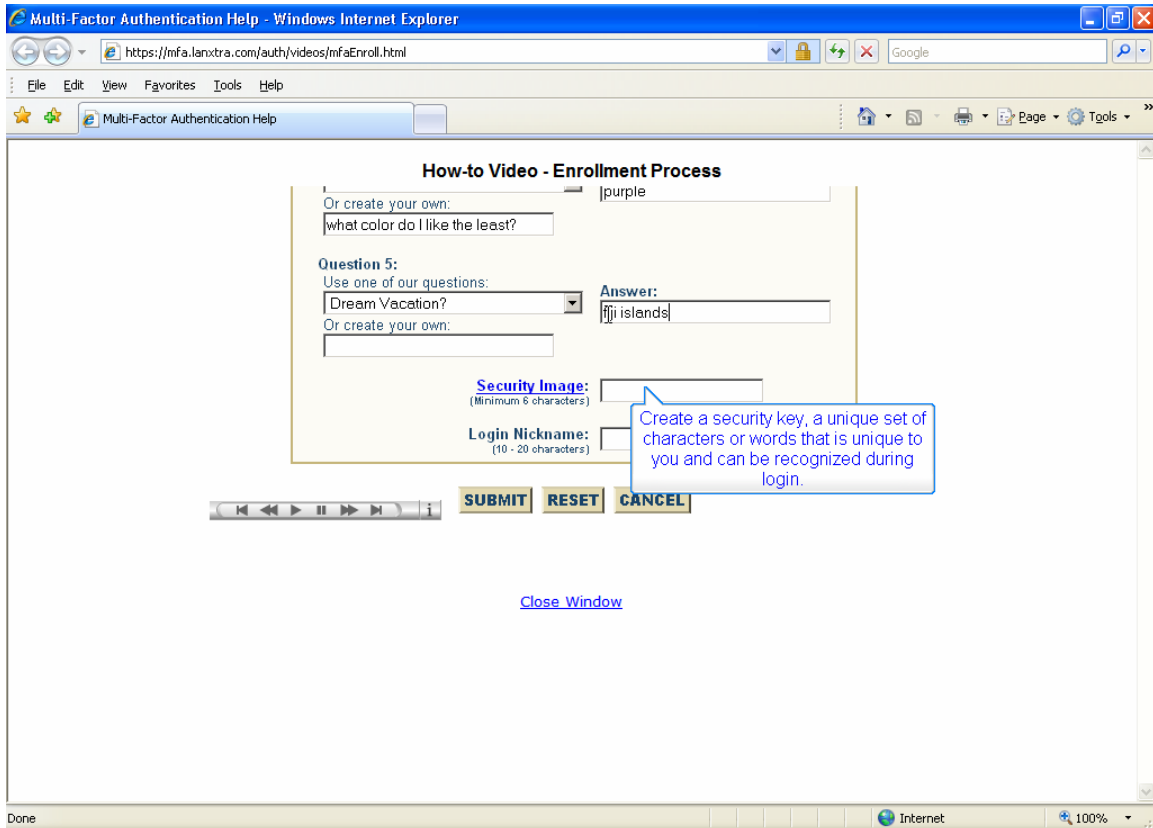 Multi-Factor Authentication Help - Windows Internet Explorer
https://mfa.lanxtra.com/auth/videos/mfaEnroll.html
Google
File Edit View Favorites Tools Help
Multi-Factor Authentication Help
Page Tools »
How-to Video - Enrollment Process
purple
Or create your own:
what color do I like the least?
Question 5:
Use one of our questions:
Answer:
Dream Vacation?
fiji islands
Or create your own:
Security Image:
(Minimum 6 characters)
Create a security key, a unique set of
characters or words that is unique to
you and can be recognized during
login.
Login Nickname:
(10 - 20 characters)
i
SUBMIT RESET CANCEL
Close Window
Done
Internet
100%